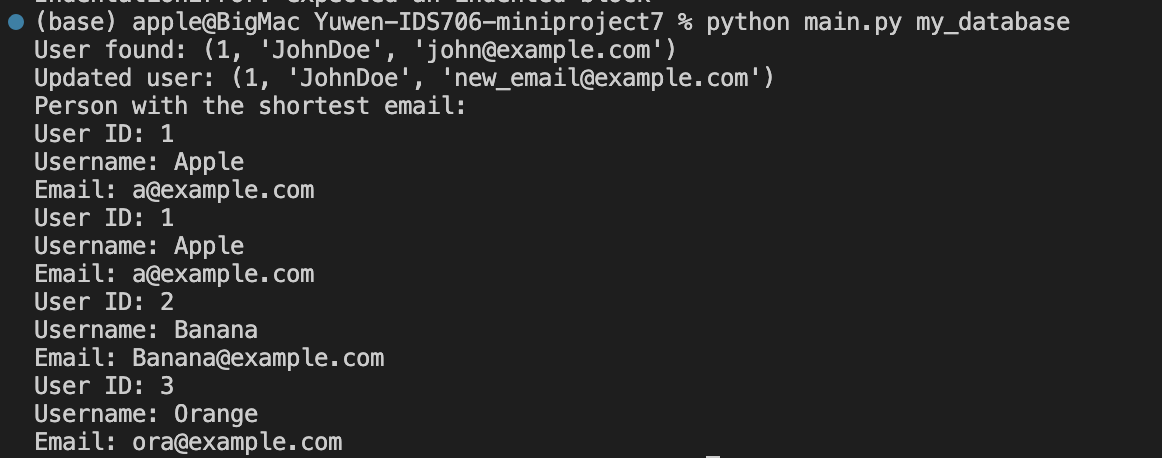 IndentationError: expected an indented block
(base) apple@BigMac Yuwen-IDS706-miniproject7 % python main.py my_database
User found: (1, 'JohnDoe', 'john@example.com')
Updated user: (1, 'JohnDoe', 'new_email@example.com')
Person with the shortest email:
User ID: 1
Username: Apple
Email: a@example.com
User ID: 1
Username: Apple
Email: a@example.com
User ID: 2
Username: Banana
Email: Banana@example.com
User ID: 3
Username: Orange
Email: ora@example.com